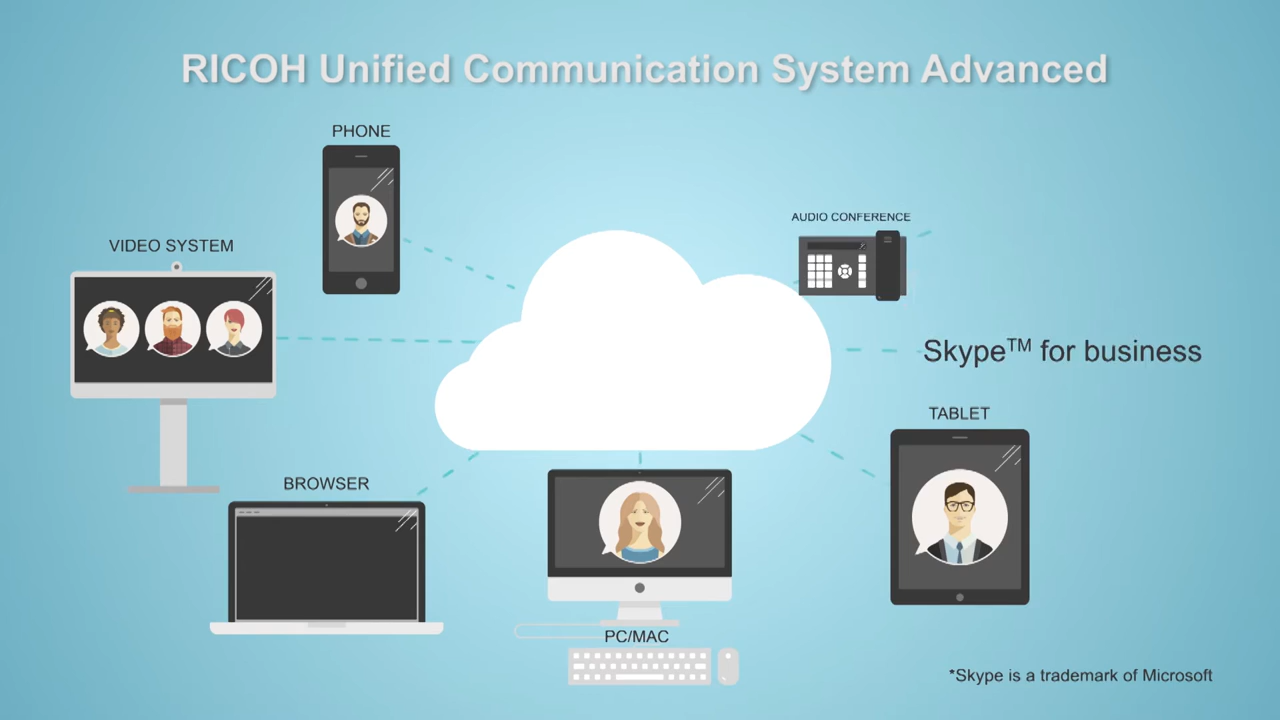 RICOH Unified Communication System Advanced
PHONE
AUDIO CONFERENCE
VIDEO SYSTEM
Skype™ for business
TABLET
BROWSER
PC/MAC
*Skype is a trademark of Microsoft